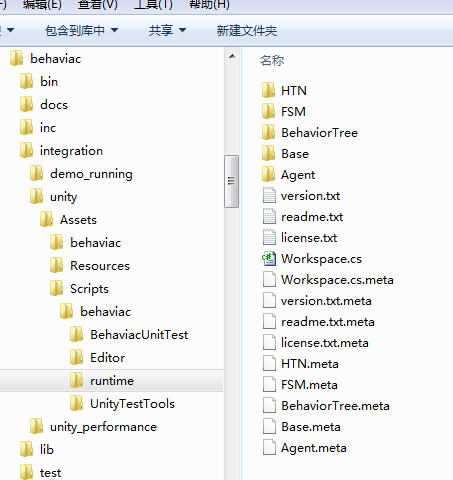 编辑(E) 查看(V) 工具(T) 帮助(H)
包含到库中 共享 新建文件夹
behaviac
bin
docs
inc
integration
demo_running
unity
Assets
behaviac
Resources
Scripts
behaviac
BehaviacUnitTest
Editor
runtime
UnityTestTools
unity_performance
lib
test
名称
HTN
FSM
BehaviorTree
Base
Agent
version.txt
readme.txt
license.txt
Workspace.cs
Workspace.cs.meta
version.txt.meta
readme.txt.meta
license.txt.meta
HTN.meta
FSM.meta
BehaviorTree.meta
Base.meta
Agent.meta